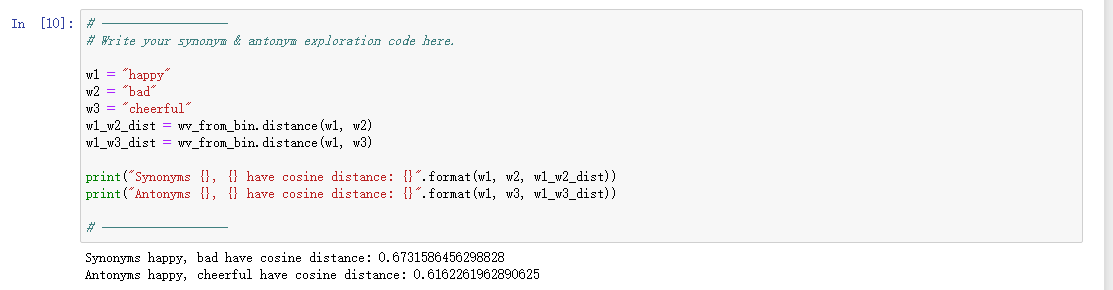 In [10]: # ——————————
# Write your synonym & antonym exploration code here.
w1 = "happy"
w2 = "bad"
w3 = "cheerful"
w1_w2_dist = wv_from_bin.distance(w1, w2)
w1_w3_dist = wv_from_bin.distance(w1, w3)
print("Synonyms {}, {} have cosine distance: {}".format(w1, w2, w1_w2_dist))
print("Antonyms {}, {} have cosine distance: {}".format(w1, w3, w1_w3_dist))
# ——————————
Synonyms happy, bad have cosine distance: 0.6731586456298828
Antonyms happy, cheerful have cosine distance: 0.6162261962890625